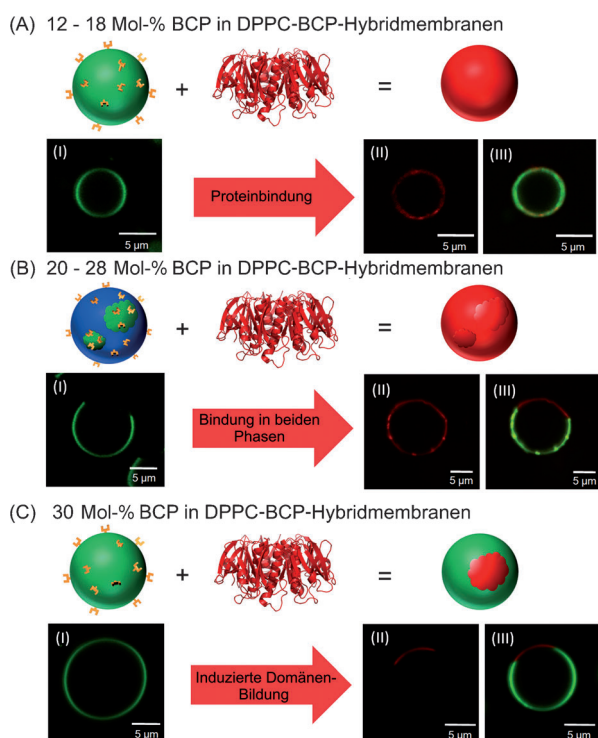 (A) 12 - 18 Mol-% BCP in DPPC-BCP-Hybridmembranen
+ =
(I) (II) (III)
Proteinbindung
5 µm 5 µm 5 µm
(B) 20 - 28 Mol-% BCP in DPPC-BCP-Hybridmembranen
+ =
(I) (II) (III)
Bindung in beiden
Phasen
5 µm 5 µm 5 µm
(C) 30 Mol-% BCP in DPPC-BCP-Hybridmembranen
+ =
(I) (II) (III)
Induzierte Domänen-
Bildung
5 µm 5 µm 5 µm